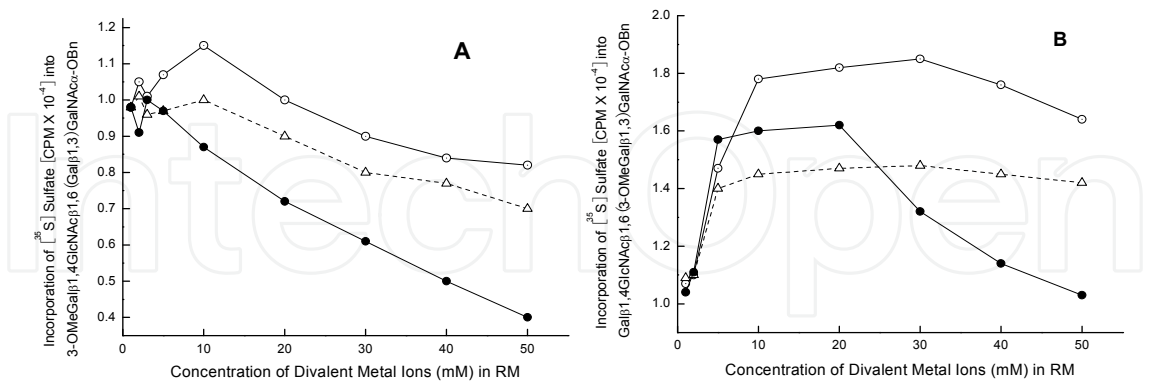 A
Incorporation of [35S] Sulfate [CPM X 10-4] into
3-OMeGalβ1,4GlcNAcβ1,6 (Galβ1,3)GalNAcα-OBn
1.2
1.1
1.0
0.9
0.8
0.7
0.6
0.5
0.4
0 10 20 30 40 50
Concentration of Divalent Metal Ions (mM) in RM
B
Incorporation of [35S] Sulfate [CPM X 10-4] into
Galβ1,4GlcNAcβ1,6 (3-OMeGalβ1,3)GalNAcα-OBn
2.0
1.8
1.6
1.4
1.2
1.0
0 10 20 30 40 50
Concentration of Divalent Metal Ions (mM) in RM
IntechOpen